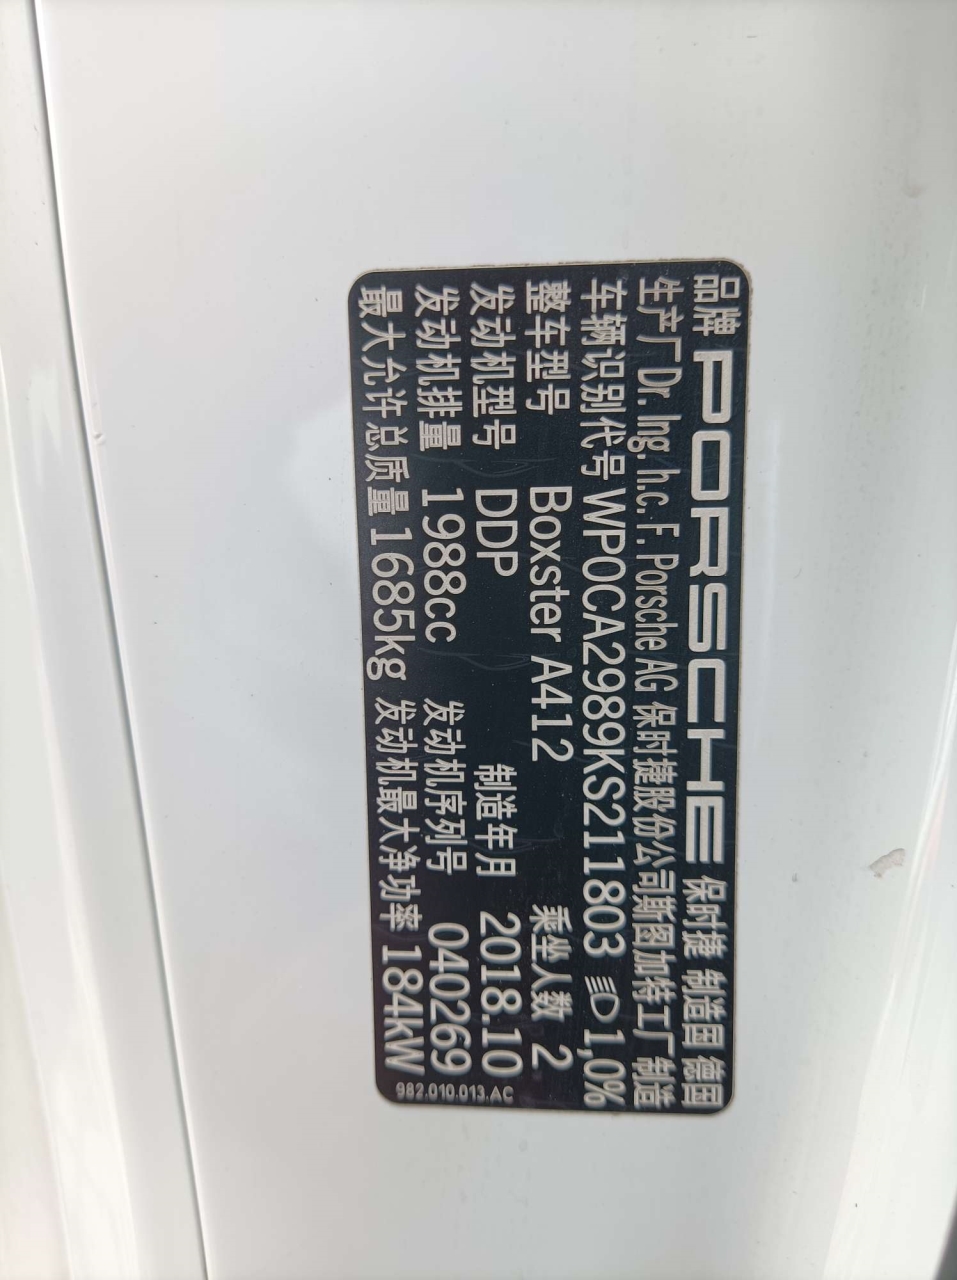 品牌 PORSCHE 保时捷 制造国 德国
生产厂 Dr. Ing. h.c. F. Porsche AG 保时捷股份公司斯图加特工厂制造
车辆识别代号 WP0CA2989KS211803 1,0%
整车型号 Boxster A412 乘坐人数 2
发动机型号 DDP 制造年月 2018.10
发动机排量 1988cc 发动机序列号 040269
最大允许总质量 1685kg 发动机最大净功率 184kW
982.010.013.AC